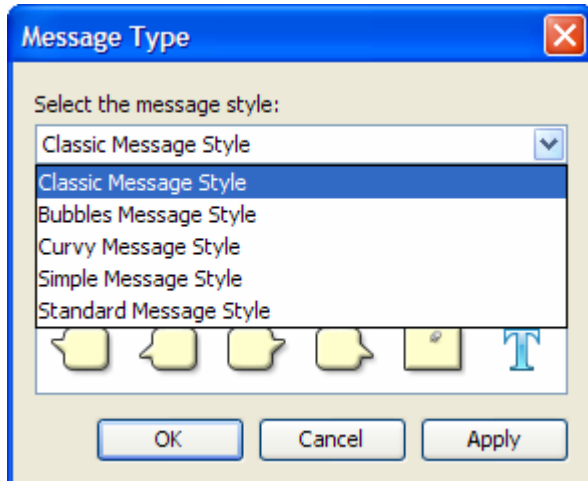 Message Type
Select the message style:
Classic Message Style
Classic Message Style
Bubbles Message Style
Curvy Message Style
Simple Message Style
Standard Message Style
T
OK Cancel Apply